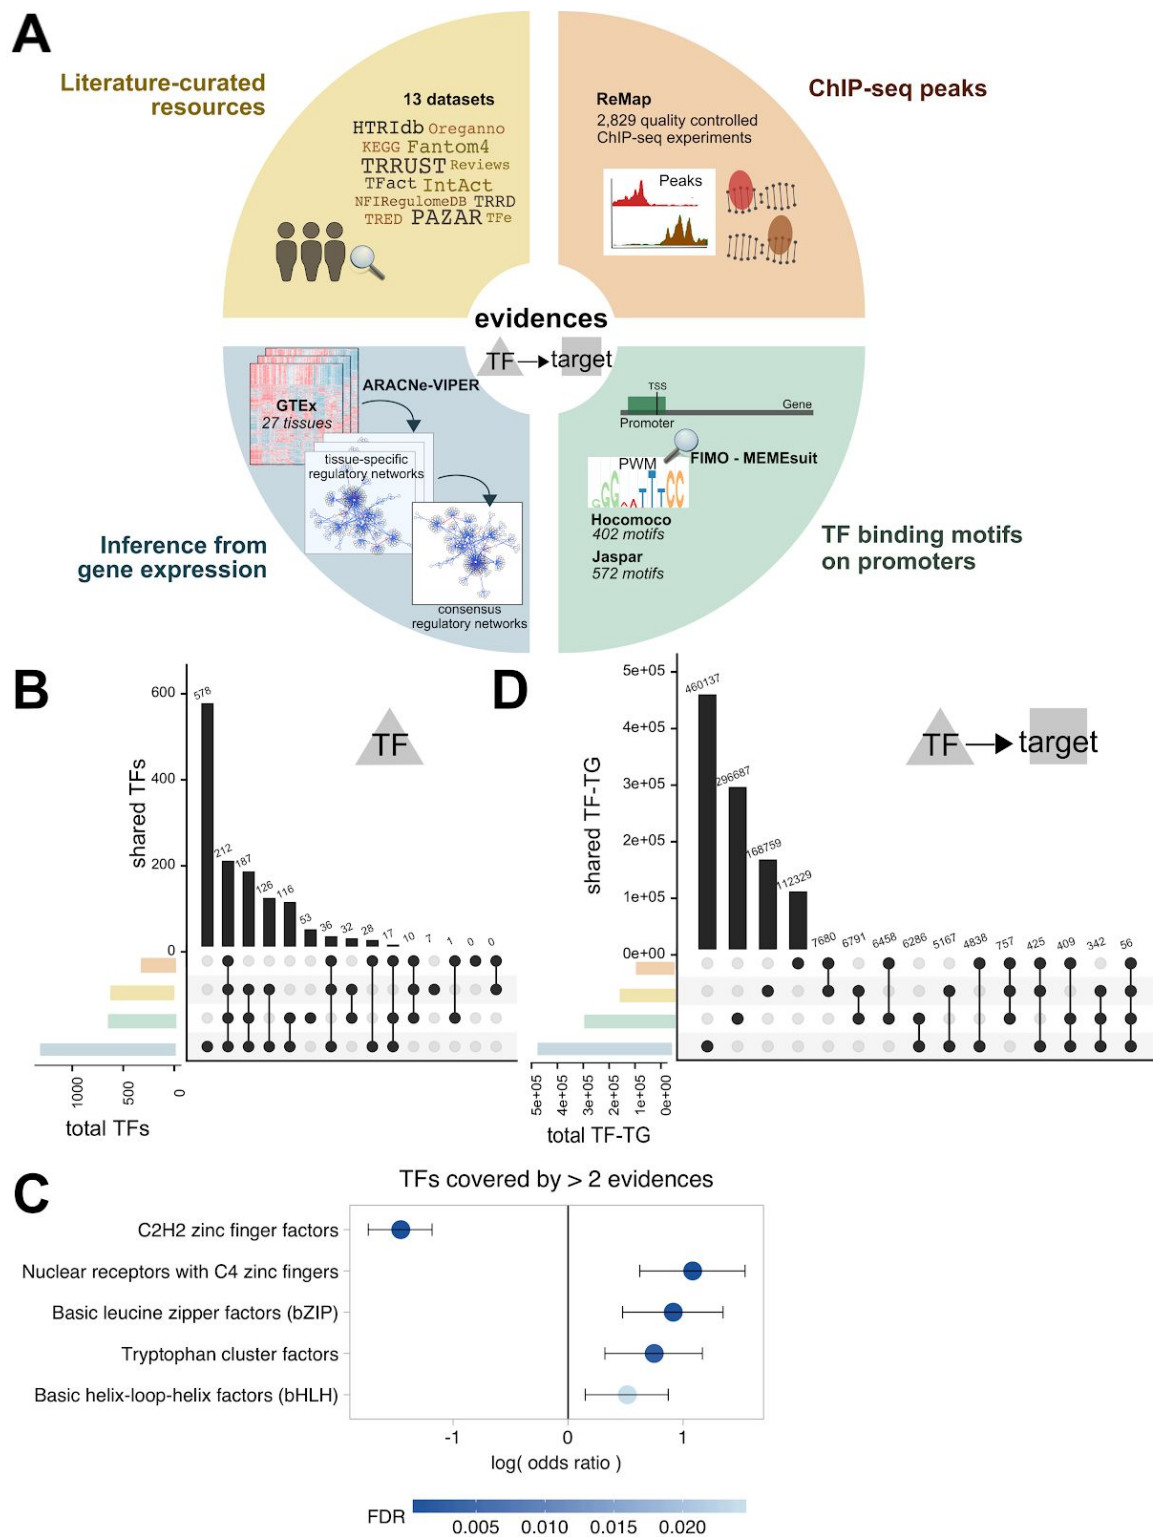 A
Literature-curated
resources
13 datasets
HTRIdb Oreganno
KEGG Fantom4
TRRUST Reviews
TFact IntAct
NFIRegulomeDB TRRD
TRED PAZAR TFe
ChIP-seq peaks
ReMap
2,829 quality controlled
ChIP-seq experiments
Peaks
evidences
TF target
Inference from
gene expression
GTEx
27 tissues
ARACNe-VIPER
tissue-specific
regulatory networks
consensus
regulatory networks
TF binding motifs
on promoters
TSS
Gene
Promoter
PWM
FIMO - MEMEsuit
Hocomoco
402 motifs
Jaspar
572 motifs
B
shared TFs
600
400
200
0
578
212
187
126
116
53
36
32
28
17
10
7
1
0
0
TF
1000
500
0
total TFs
D
shared TF-TG
5e+05
4e+05
3e+05
2e+05
1e+05
0e+00
460137
296687
168759
112329
7680
6791
6458
6286
5167
4838
757
425
409
342
56
TF target
5e+05
4e+05
3e+05
2e+05
1e+05
0e+00
total TF-TG
C
TFs covered by > 2 evidences
C2H2 zinc finger factors
Nuclear receptors with C4 zinc fingers
Basic leucine zipper factors (bZIP)
Tryptophan cluster factors
Basic helix-loop-helix factors (bHLH)
-1 0 1
log( odds ratio )
FDR
0.005 0.010 0.015 0.020